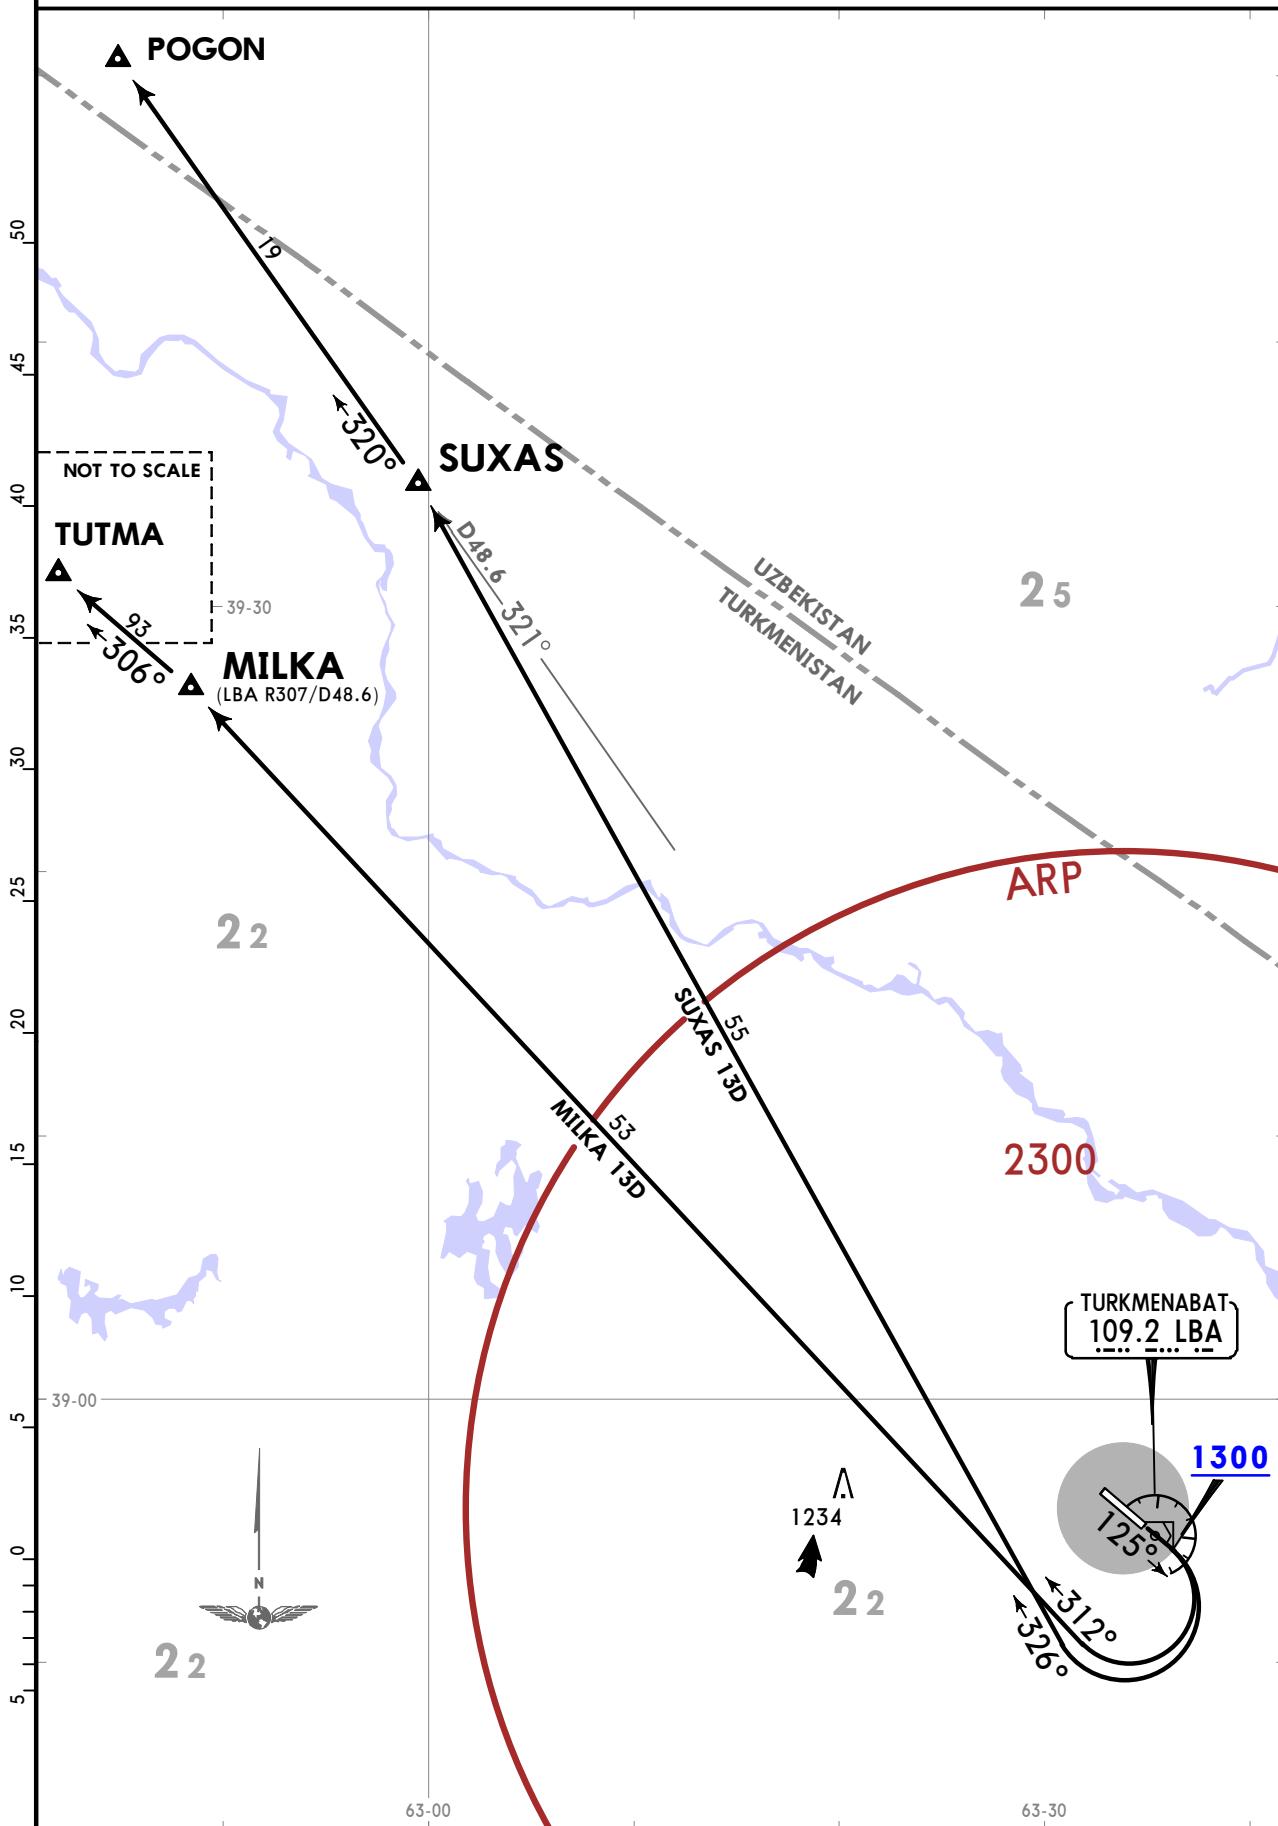 POGON
50
19
45
320°
SUXAS
NOT TO SCALE
40
TUTMA
D48.6
UZBEKISTAN
TURKMENISTAN
25
39-30
321°
93
35
306°
MILKA
(LBA R307/D48.6)
30
ARP
25
22
20
SUXAS 13D
55
MILKA 13D
53
2300
15
10
TURKMENABAT
109.2 LBA
39-00
5
1300
1234
125°
0
N
22
312°
326°
22
5
63-00
63-30